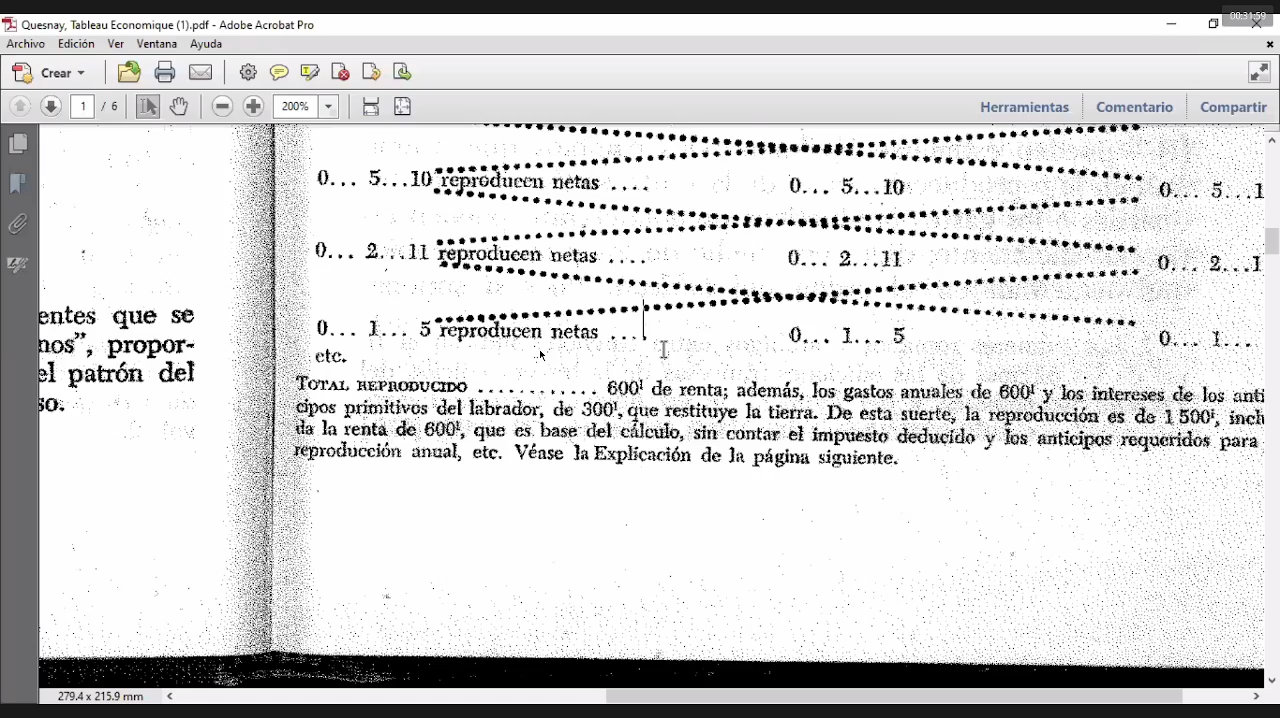 00:31:59
Quesnay, Tableau Economique (1).pdf - Adobe Acrobat Pro
Archivo Edición Ver Ventana Ayuda
Crear
1 / 6 200% Herramientas Comentario Compartir
0... 5...10 reproducen netas .... 0... 5...10 0... 5...1
0... 2...11 reproducen netas .... 0... 2...11 0... 2...1
entes que se
nos", propor-
el patrón del
so.
0... 1... 5 reproducen netas .... 0... 1... 5 0... 1...
etc.
TOTAL REPRODUCIDO ............ 600¹ de renta; además, los gastos anuales de 600¹ y los intereses de los anti
cipos primitivos del labrador, de 300¹, que restituye la tierra. De esta suerte, la reproducción es de 1 500¹, inclu
da la renta de 600¹, que es base del cálculo, sin contar el impuesto deducido y los anticipos requeridos para
reproducción anual, etc. Véase la Explicación de la página siguiente.
279.4 x 215.9 mm